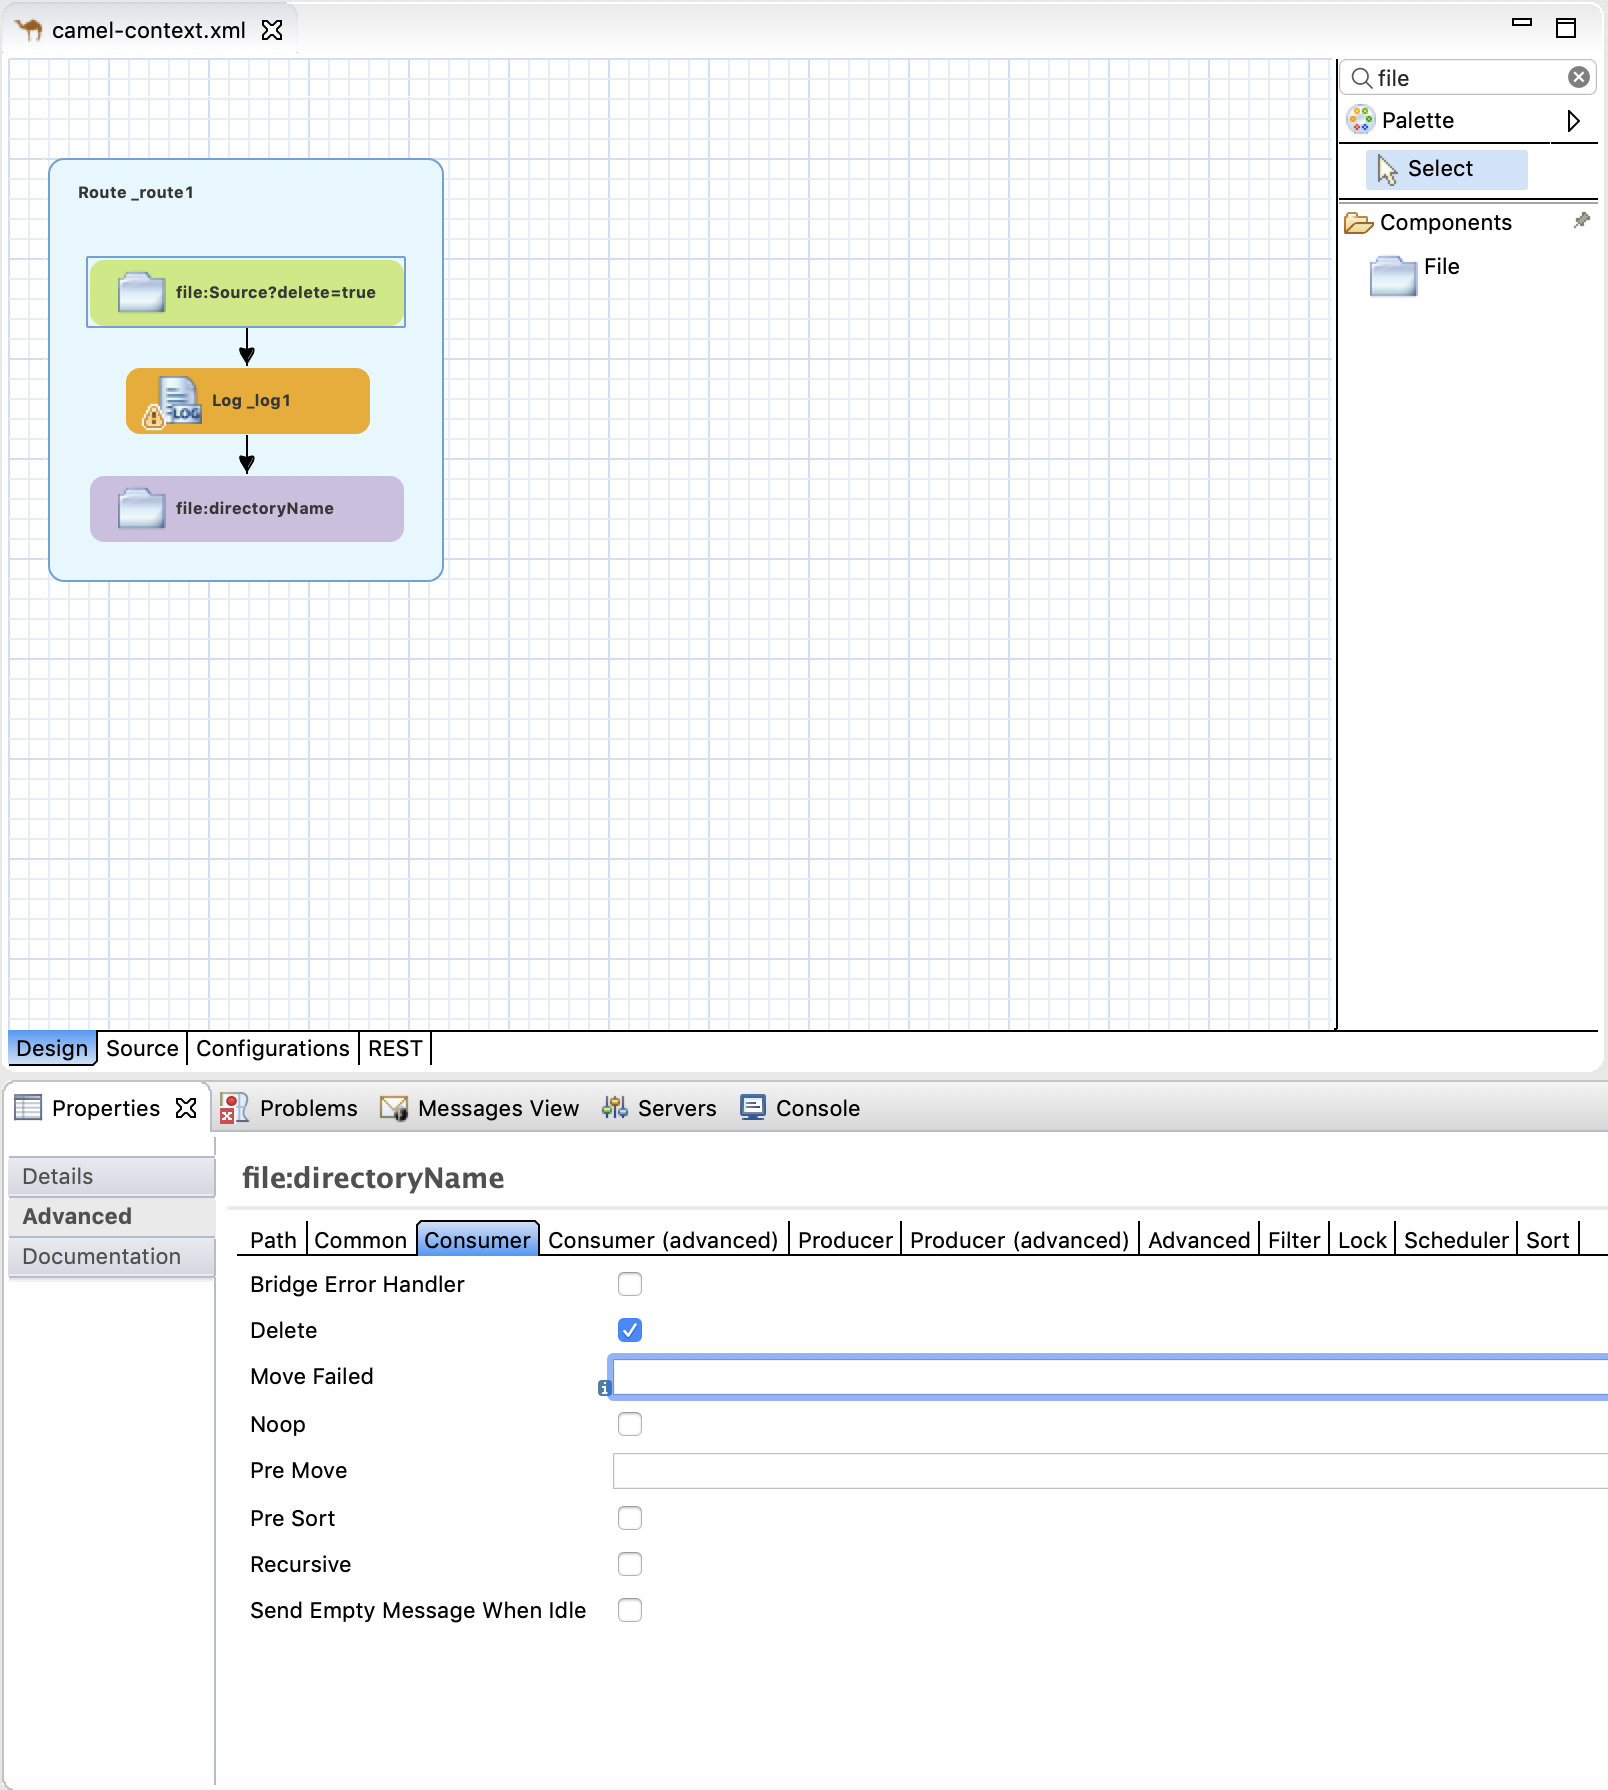 camel-context.xml
file
Palette
Select
Components
File
Route _route1
file:Source?delete=true
LOG
Log _log1
file:directoryName
Design Source Configurations REST
Properties Problems Messages View Servers Console
Details
Advanced
Documentation
file:directoryName
Path Common Consumer Consumer (advanced) Producer Producer (advanced) Advanced Filter Lock Scheduler Sort
Bridge Error Handler
Delete
Move Failed
Noop
Pre Move
Pre Sort
Recursive
Send Empty Message When Idle